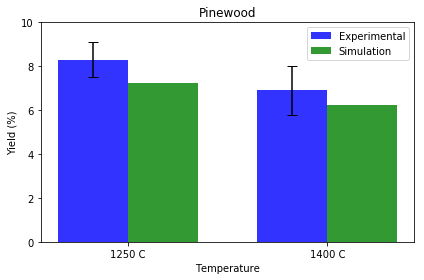 Pinewood
Experimental
Simulation
Yield (%)
10
8
6
4
2
0
1250 C
1400 C
Temperature